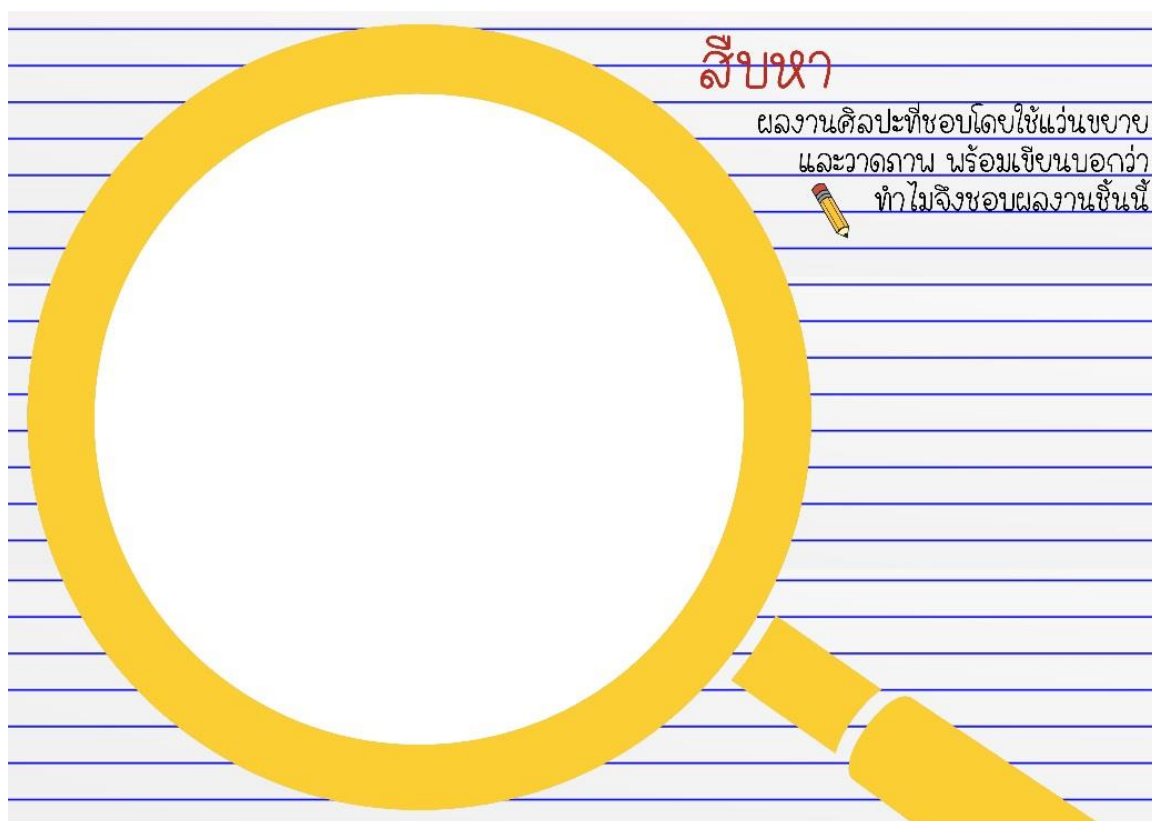 สืบหา
ผลงานศิลปะที่ชอบโดยใช้แว่นขยาย
และวาดภาพ พร้อมเขียนบอกว่า
ทำไมจึงชอบผลงานชิ้นนี้